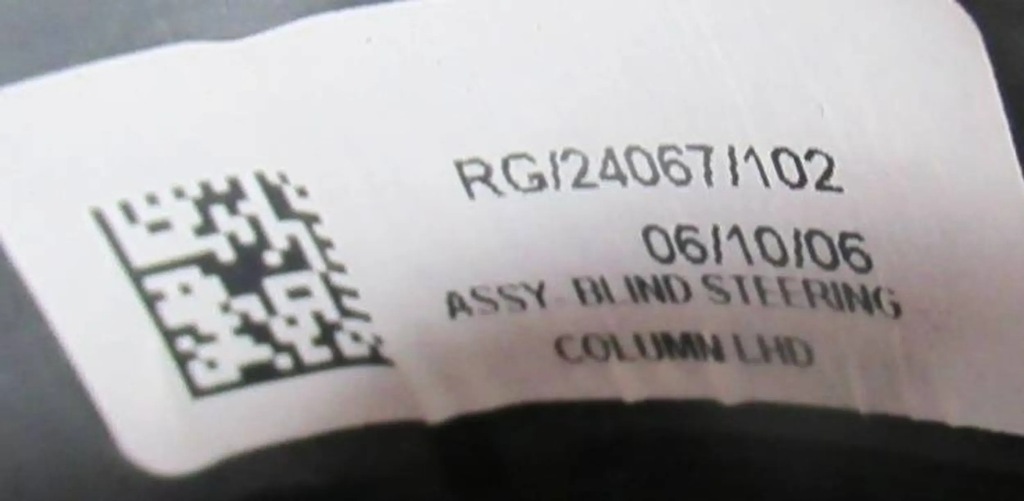 RG/24067/102
06/10/06
ASSY BLIND STEERING
COLUMN LHD